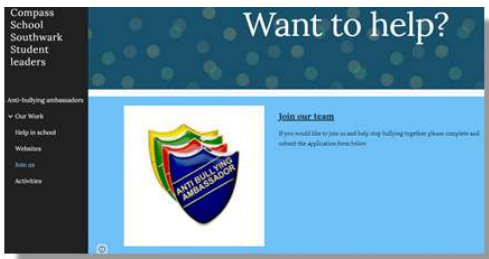 Compass
School
Southwark
Student
leaders
Want to help?
Anti-bullying ambassadors
Our Work
Help in school
Websites
Join us
Activities
Join our team
If you would like to join us and help stop bullying together please complete and
submit the application form below
ANTI BULLYING
AMBASSADOR